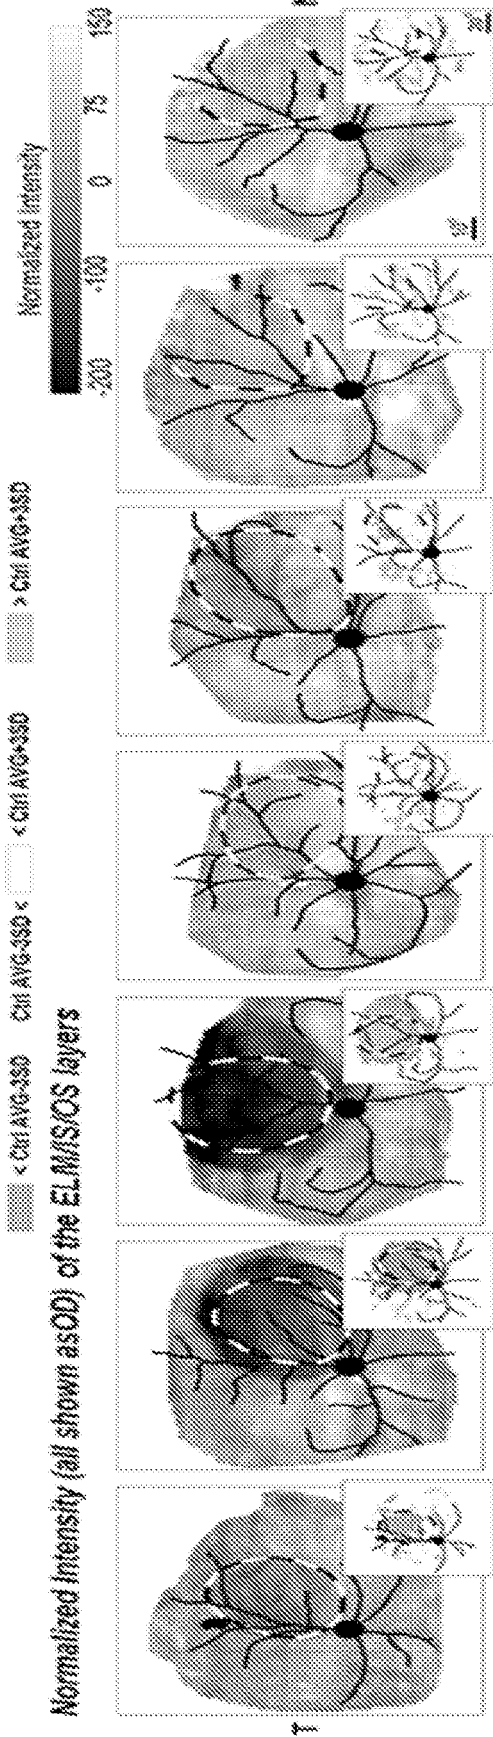 < Ctrl AVG-3SD Ctrl AVG-3SD < < Ctrl AVG+3SD > Ctrl AVG+3SD
Normalized Intensity (all shown asOD) of the ELM/IS/OS layers
Normalized Intensity
-200 -100 0 75 150
T